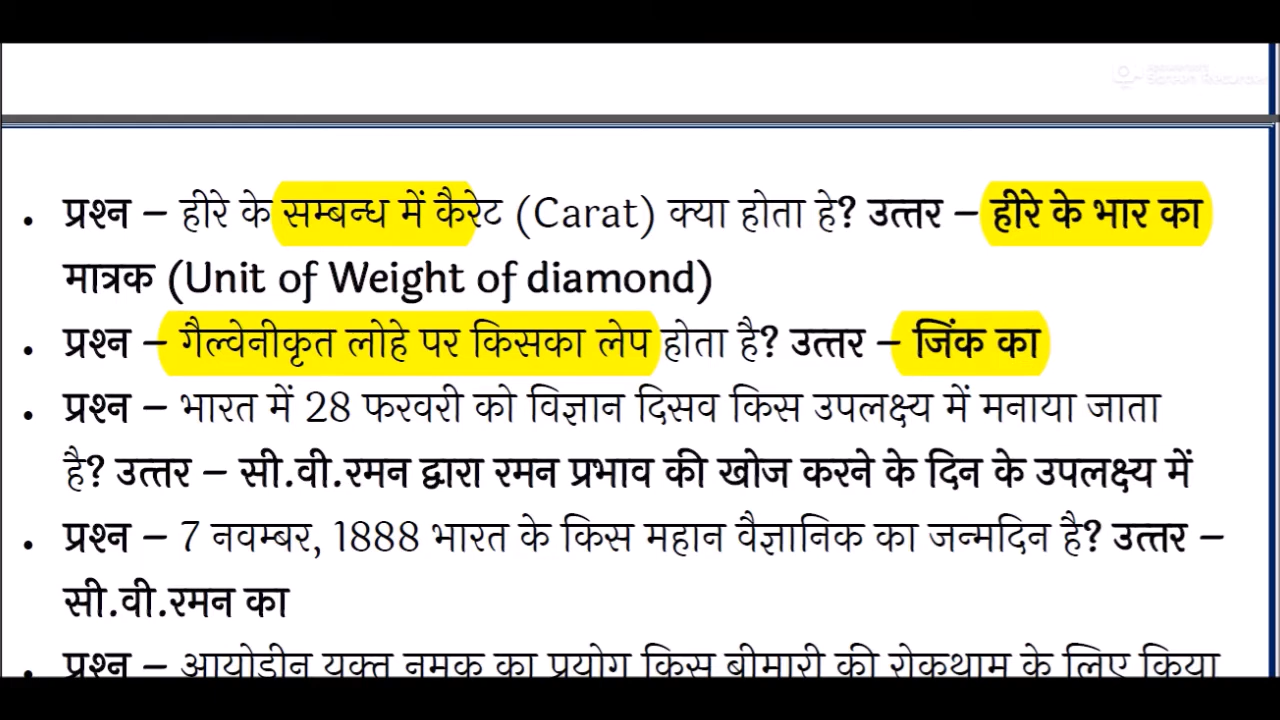 Screen Recorder
• प्रश्न – हीरे के सम्बन्ध में कैरेट (Carat) क्या होता हे? उत्तर – हीरे के भार का
मात्रक (Unit of Weight of diamond)
• प्रश्न – गैल्वेनीकृत लोहे पर किसका लेप होता है? उत्तर – जिंक का
• प्रश्न – भारत में 28 फरवरी को विज्ञान दिसव किस उपलक्ष्य में मनाया जाता
है? उत्तर – सी.वी.रमन द्वारा रमन प्रभाव की खोज करने के दिन के उपलक्ष्य में
• प्रश्न – 7 नवम्बर, 1888 भारत के किस महान वैज्ञानिक का जन्मदिन है? उत्तर –
सी.वी.रमन का
• प्रश्न – आयोडीन युक्त नमक का प्रयोग किस बीमारी की रोकथाम के लिए किया